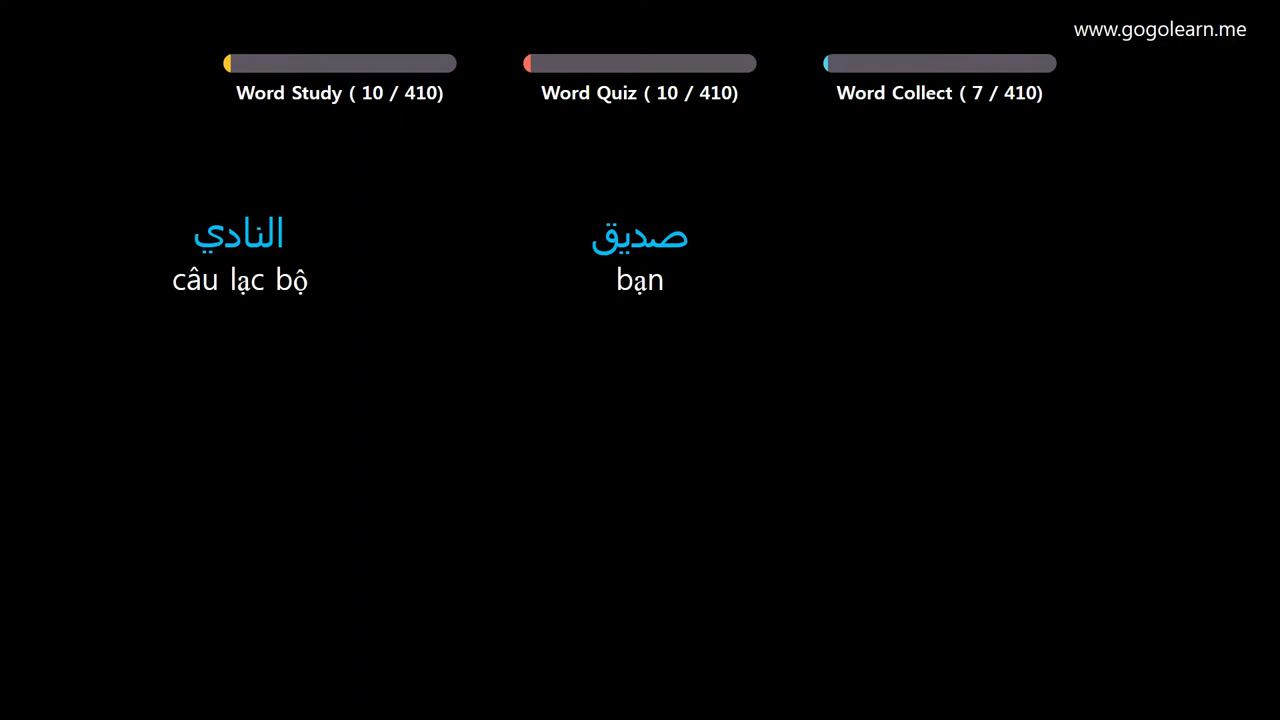 www.gogolearn.me
Word Study ( 10 / 410)
Word Quiz ( 10 / 410)
Word Collect ( 7 / 410)
النادي
câu lạc bộ
صديق
bạn